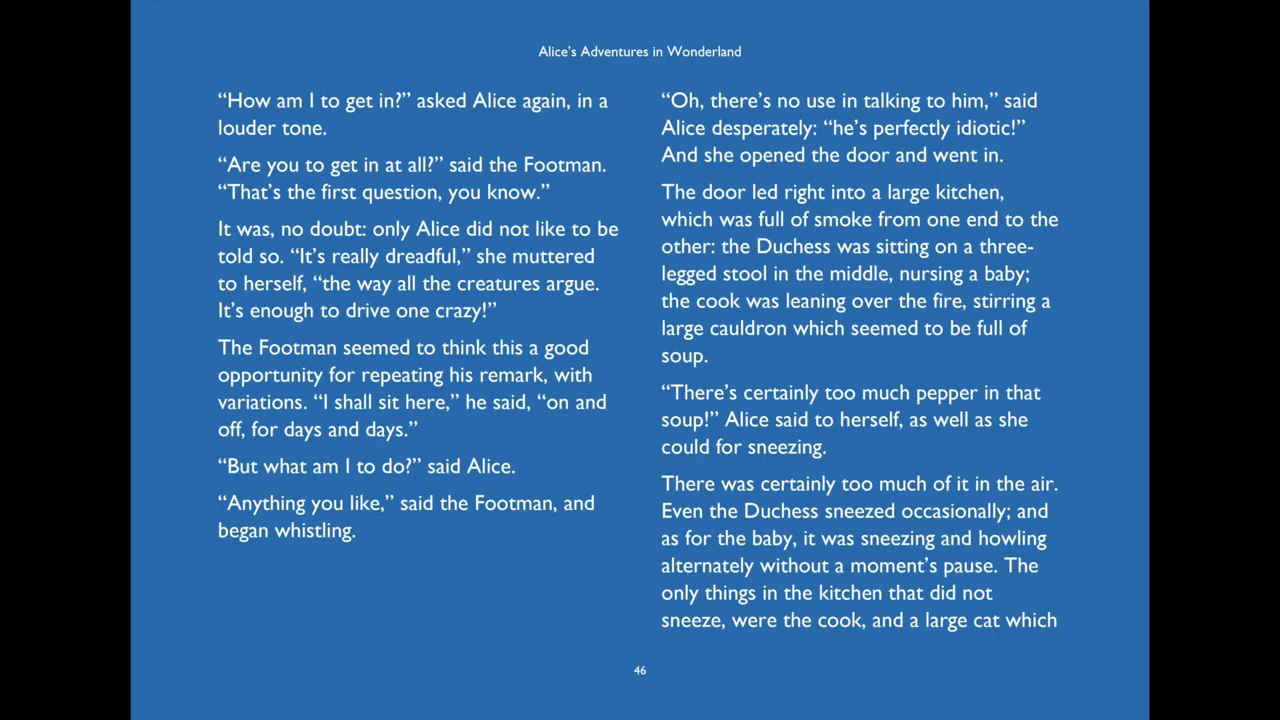 Alice’s Adventures in Wonderland
“How am I to get in?” asked Alice again, in a
louder tone.
“Are you to get in at all?” said the Footman.
“That’s the first question, you know.”
It was, no doubt: only Alice did not like to be
told so. “It’s really dreadful,” she muttered
to herself, “the way all the creatures argue.
It’s enough to drive one crazy!”
The Footman seemed to think this a good
opportunity for repeating his remark, with
variations. “I shall sit here,” he said, “on and
off, for days and days.”
“But what am I to do?” said Alice.
“Anything you like,” said the Footman, and
began whistling.
“Oh, there’s no use in talking to him,” said
Alice desperately: “he’s perfectly idiotic!”
And she opened the door and went in.
The door led right into a large kitchen,
which was full of smoke from one end to the
other: the Duchess was sitting on a three-
legged stool in the middle, nursing a baby;
the cook was leaning over the fire, stirring a
large cauldron which seemed to be full of
soup.
“There’s certainly too much pepper in that
soup!” Alice said to herself, as well as she
could for sneezing.
There was certainly too much of it in the air.
Even the Duchess sneezed occasionally; and
as for the baby, it was sneezing and howling
alternately without a moment’s pause. The
only things in the kitchen that did not
sneeze, were the cook, and a large cat which
46